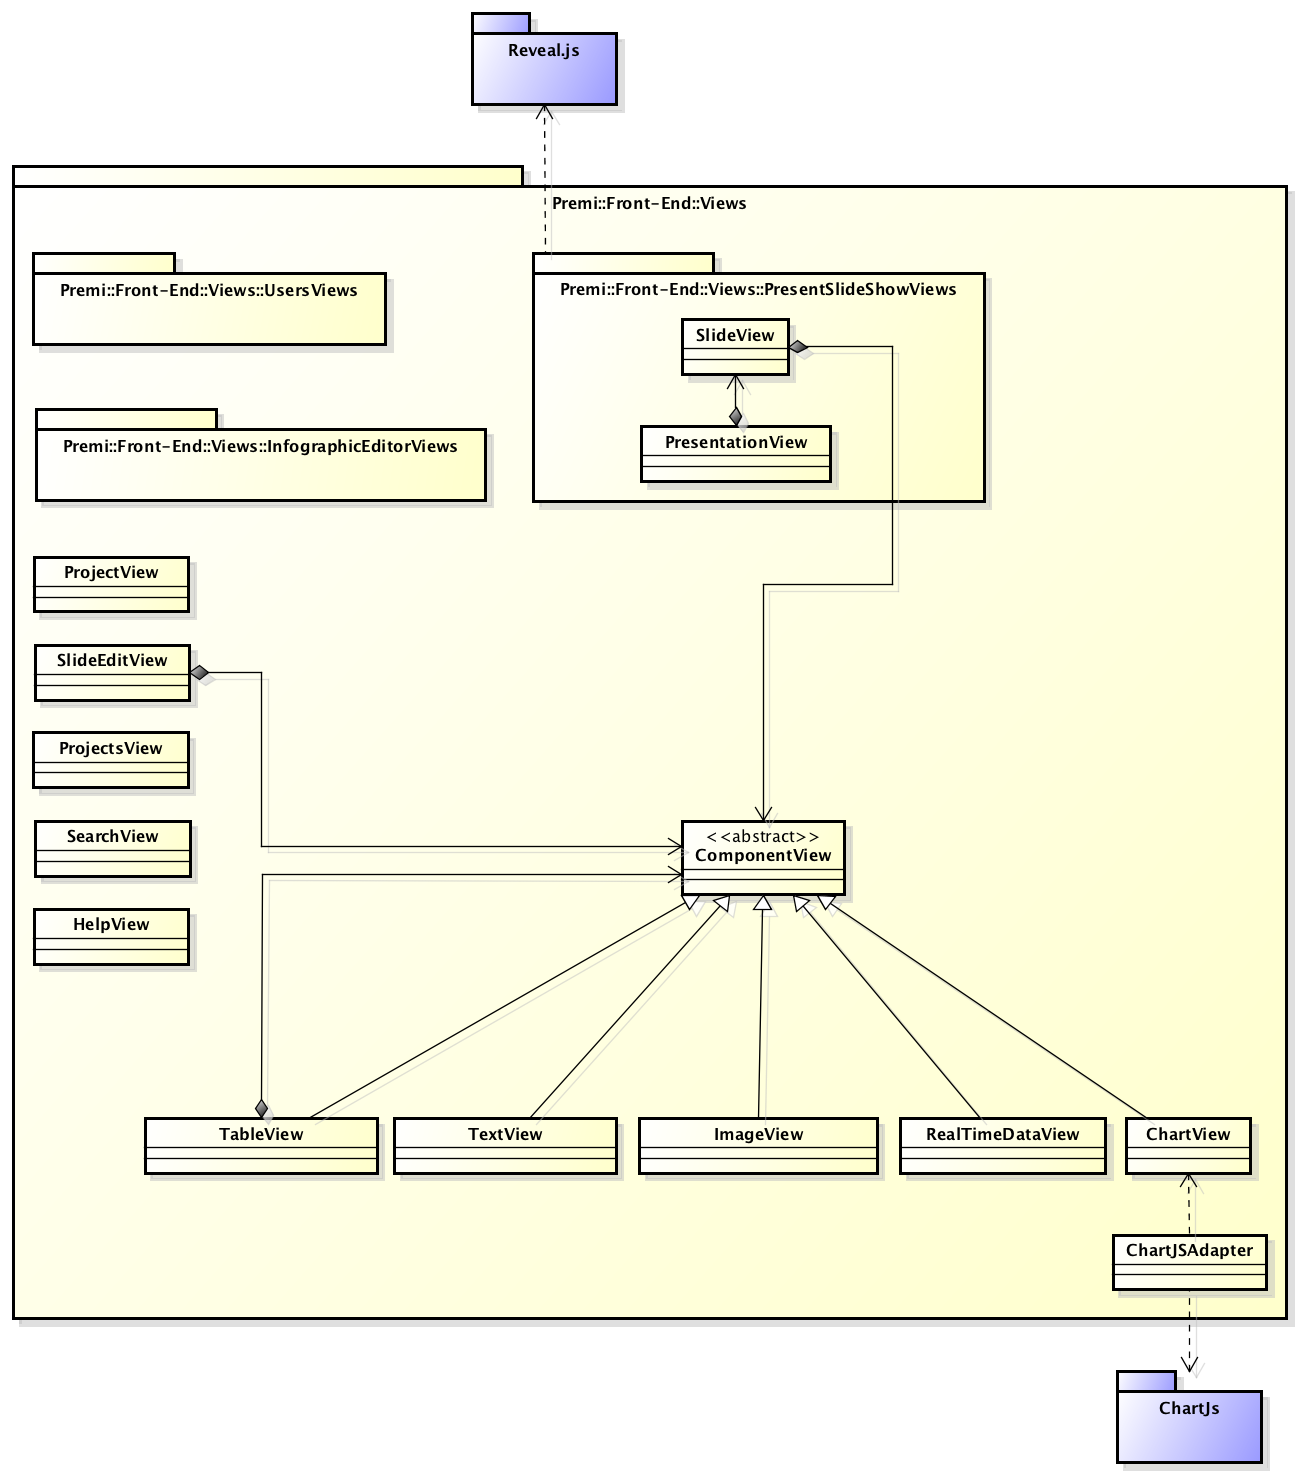 Reveal.js
Premi::Front-End::Views
Premi::Front-End::Views::UsersViews
Premi::Front-End::Views::PresentSlideShowViews
SlideView
PresentationView
Premi::Front-End::Views::InfographicEditorViews
ProjectView
SlideEditView
ProjectsView
SearchView
HelpView
<<abstract>>
ComponentView
TableView
TextView
ImageView
RealTimeDataView
ChartView
ChartJSAdapter
ChartJs